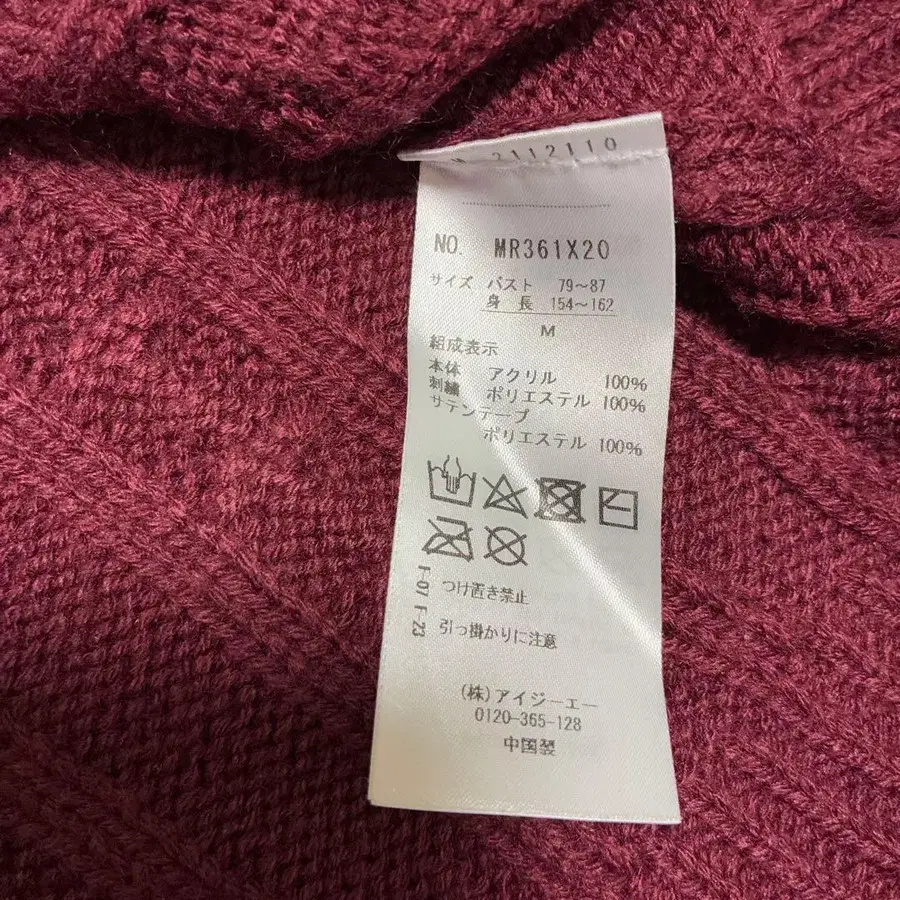 2112110
NO. MR361X20
サイズ バスト 79～87
身長 154～162
M
組成表示
本体 アクリル 100%
刺繍 ポリエステル 100%
サテンテープ
ポリエステル 100%
つけ置き禁止
引っ掛かりに注意
F-07 F-23
(株)アイジーエー
0120-365-128
中国製